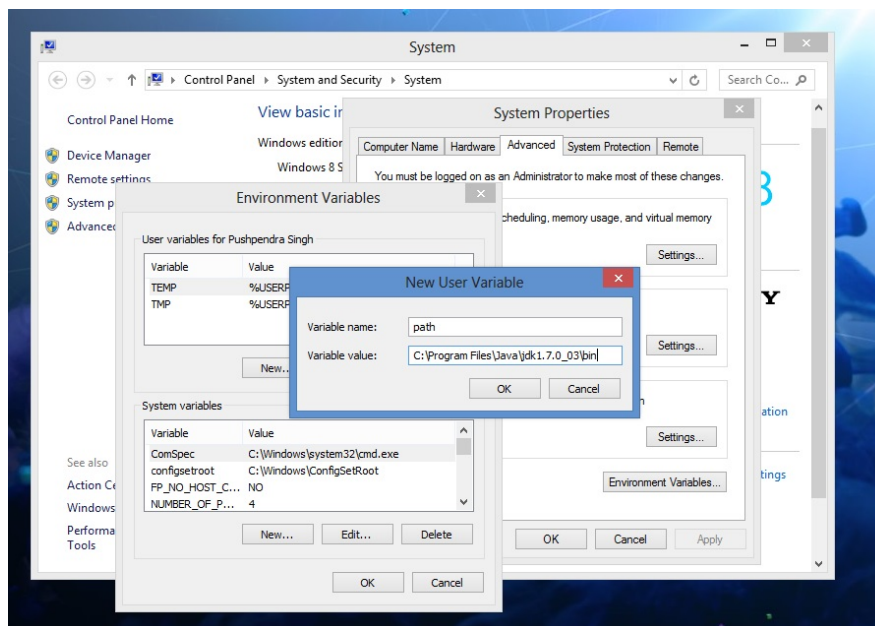 System
Control Panel ▸ System and Security ▸ System
Search Co...
Control Panel Home
Device Manager
Remote settings
System p
Advanced
See also
Action Ce
Windows
Performa
Tools
View basic in
Windows edition
Windows 8 S
8
Y
ation
tings
System Properties
Computer Name
Hardware
Advanced
System Protection
Remote
You must be logged on as an Administrator to make most of these changes.
cheduling, memory usage, and virtual memory
Settings...
Settings...
n
Settings...
Environment Variables...
OK
Cancel
Apply
Environment Variables
User variables for Pushpendra Singh
Variable Value
TEMP %USERP
TMP %USERP
New..
System variables
Variable Value
ComSpec C:\Windows\system32\cmd.exe
configsetroot C:\Windows\ConfigSetRoot
FP_NO_HOST_C... NO
NUMBER_OF_P... 4
New...
Edit...
Delete
OK
Cancel
New User Variable
Variable name: path
Variable value: C:\Program Files\Java\jdk1.7.0_03\bin
OK
Cancel